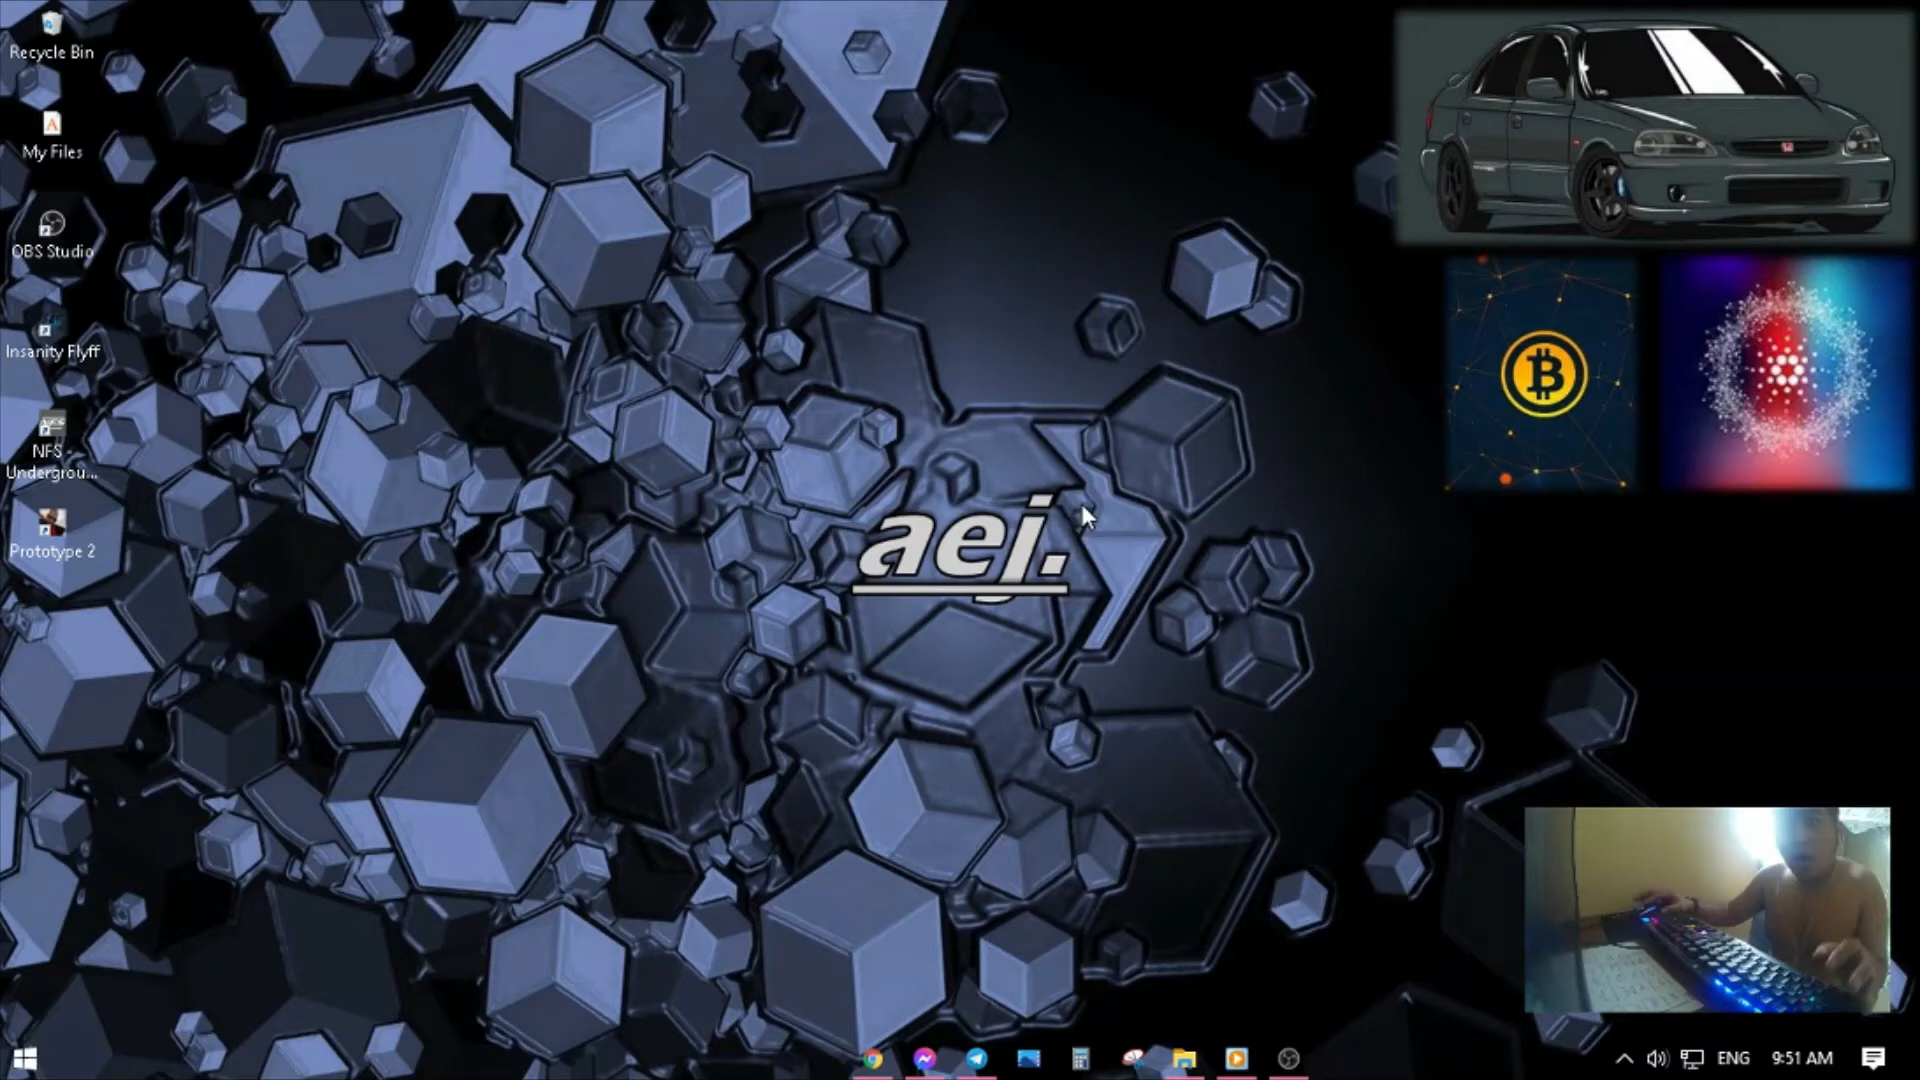 Recycle Bin
My Files
OBS Studio
Insanity Flyff
NFS -
Undergrou...
Prototype 2
aej.
B
ENG
9:51 AM